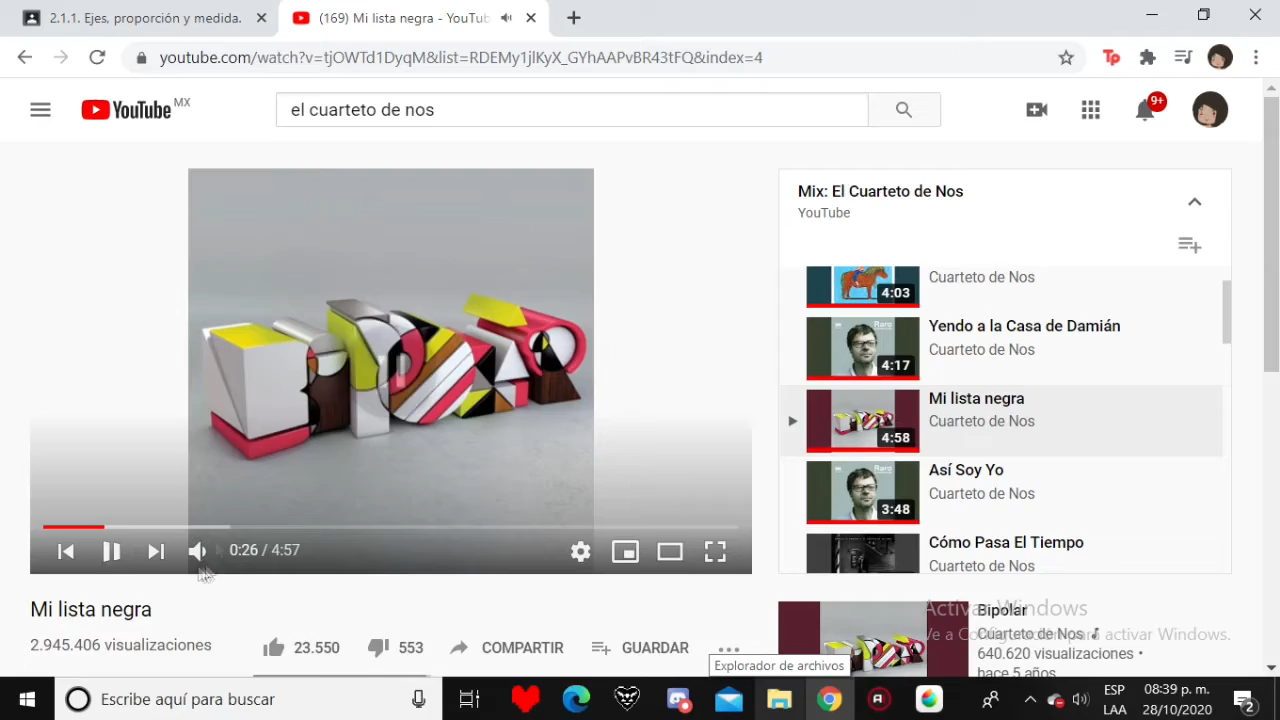 2.1.1. Ejes, proporción y medida.
(169) Mi lista negra - YouTub
youtube.com/watch?v=tjOWTd1DyqM&list=RDEMy1jlKyX_GYhAAPvBR43tFQ&index=4
Tp
YouTube MX
el cuarteto de nos
9+
Mix: El Cuarteto de Nos
YouTube
4:03
Cuarteto de Nos
Yendo a la Casa de Damián
Cuarteto de Nos
4:17
Mi lista negra
Cuarteto de Nos
4:58
Así Soy Yo
Cuarteto de Nos
3:48
Cómo Pasa El Tiempo
Cuarteto de Nos
0:26 / 4:57
Mi lista negra
2.945.406 visualizaciones
23.550
553
COMPARTIR
GUARDAR
Explorador de archivos
Bipolar
Cuarteto de Nos
640.620 visualizaciones •
hace 5 años
Activar Windows
Ve a Configuración para activar Windows.
Escribe aquí para buscar
ESP
LAA
08:39 p. m.
28/10/2020
2